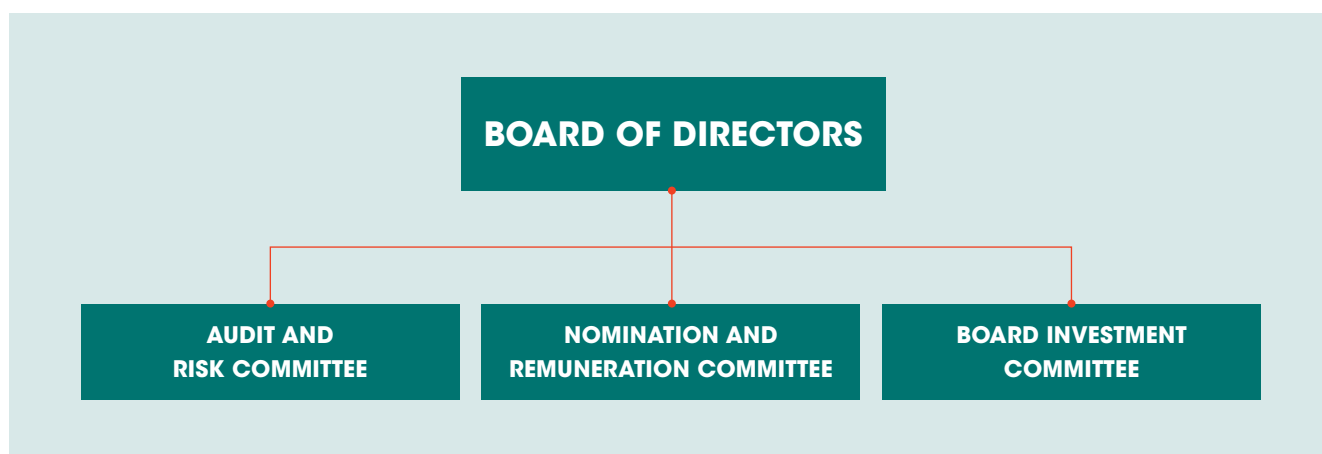 BOARD OF DIRECTORS
AUDIT AND
RISK COMMITTEE
NOMINATION AND
REMUNERATION COMMITTEE
BOARD INVESTMENT
COMMITTEE